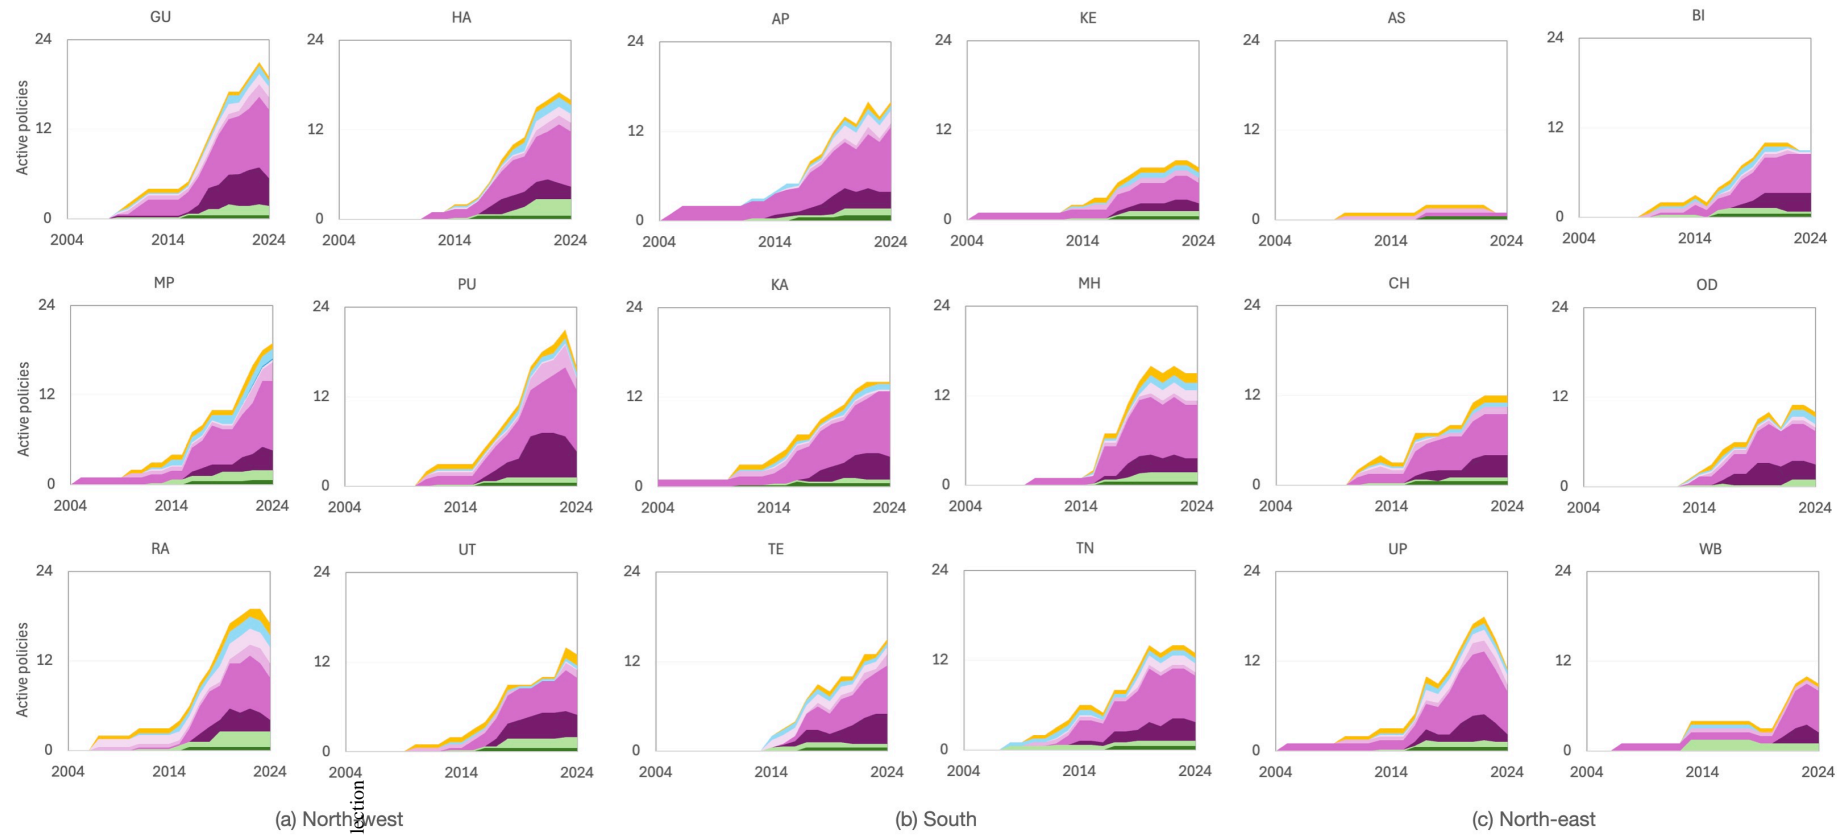 GU HA AP KE AS BI
Active policies
24 24 24 24 24 24
12 12 12 12 12 12
0 0 0 0 0 0
2004 2014 2024 2004 2014 2024 2004 2014 2024 2004 2014 2024 2004 2014 2024 2004 2014 2024
MP PU KA MH CH OD
Active policies
24 24 24 24 24 24
12 12 12 12 12 12
0 0 0 0 0 0
2004 2014 2024 2004 2014 2024 2004 2014 2024 2004 2014 2024 2004 2014 2024 2004 2014 2024
RA UT TE TN UP WB
Active policies
24 24 24 24 24 24
12 12 12 12 12 12
0 0 0 0 0 0
2004 2014 2024 2004 2014 2024 2004 2014 2024 2004 2014 2024 2004 2014 2024 2004 2014 2024
lection
(a) North-west (b) South (c) North-east